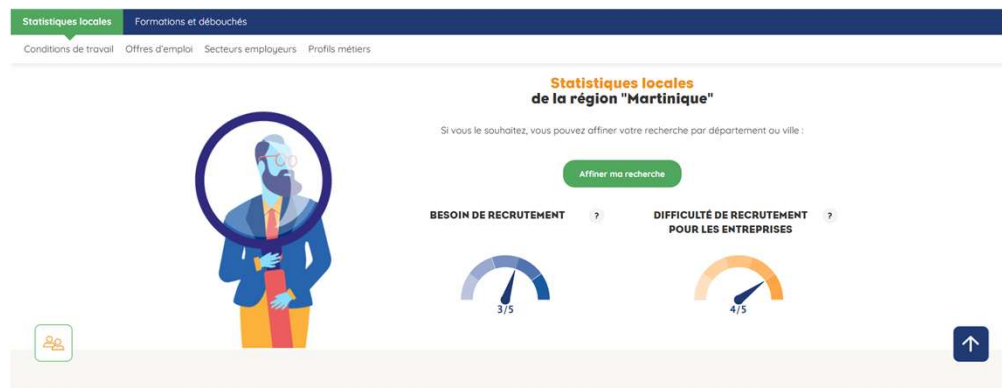 Statistiques locales Formations et débouchés
Conditions de travail Offres d'emploi Secteurs employeurs Profils métiers
Statistiques locales
de la région "Martinique"
Si vous le souhaitez, vous pouvez affiner votre recherche par département ou ville :
Affiner ma recherche
BESOIN DE RECRUTEMENT ?
3/5
DIFFICULTÉ DE RECRUTEMENT ?
POUR LES ENTREPRISES
4/5